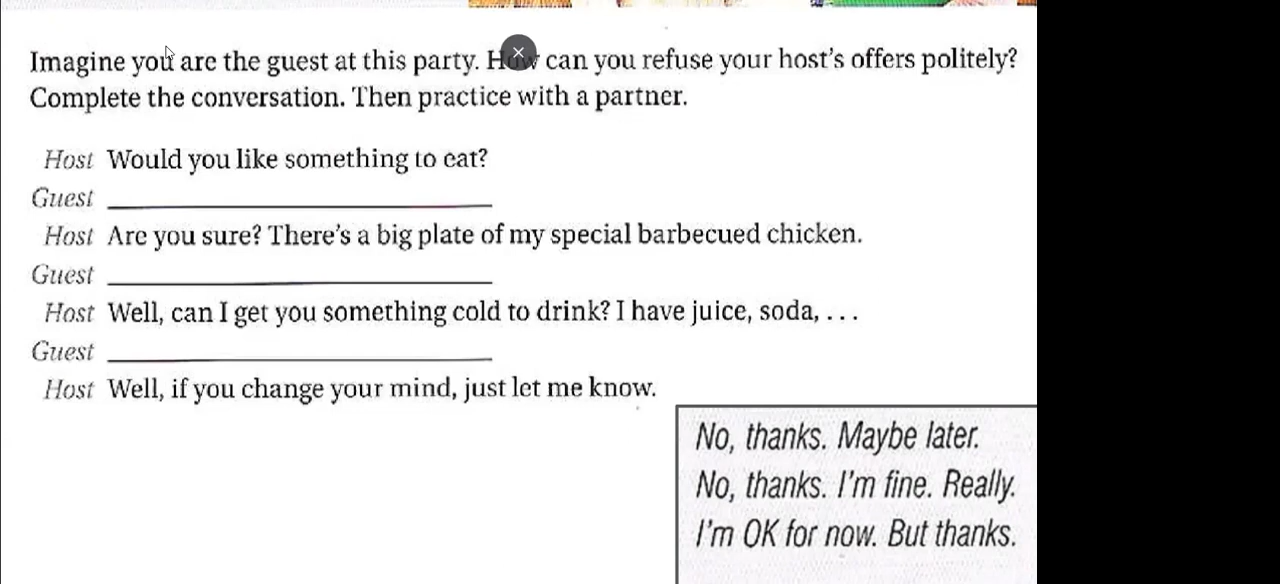 Imagine you are the guest at this party. How can you refuse your host's offers politely?
Complete the conversation. Then practice with a partner.
Host Would you like something to eat?
Guest
Host Are you sure? There's a big plate of my special barbecued chicken.
Guest
Host Well, can I get you something cold to drink? I have juice, soda, . . .
Guest
Host Well, if you change your mind, just let me know.
No, thanks. Maybe later.
No, thanks. I'm fine. Really.
I'm OK for now. But thanks.